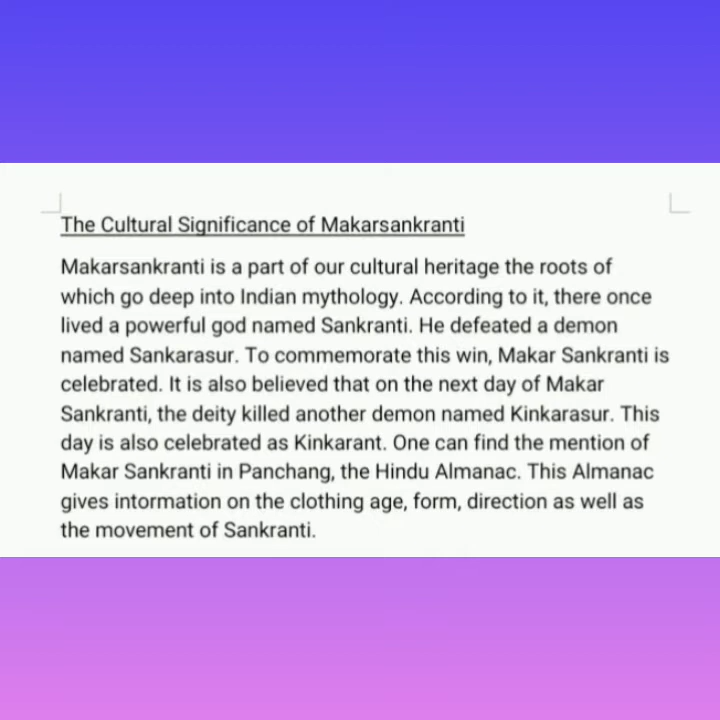 The Cultural Significance of Makarsankranti
Makarsankranti is a part of our cultural heritage the roots of
which go deep into Indian mythology. According to it, there once
lived a powerful god named Sankranti. He defeated a demon
named Sankarasur. To commemorate this win, Makar Sankranti is
celebrated. It is also believed that on the next day of Makar
Sankranti, the deity killed another demon named Kinkarasur. This
day is also celebrated as Kinkarant. One can find the mention of
Makar Sankranti in Panchang, the Hindu Almanac. This Almanac
gives intormation on the clothing age, form, direction as well as
the movement of Sankranti.